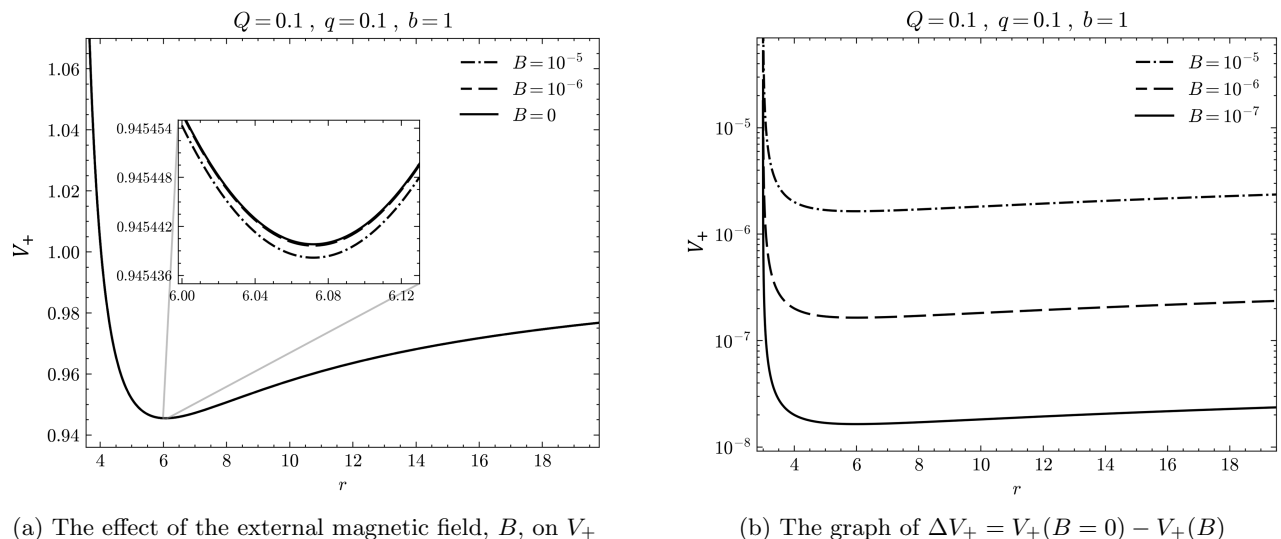 Q = 0.1 , q = 0.1 , b = 1
1.06
1.04
1.02
1.00
0.98
0.96
0.94
V₊
B = 10⁻⁵
B = 10⁻⁶
B = 0
0.945454
0.945448
0.945442
0.945436
6.00 6.04 6.08 6.12
4 6 8 10 12 14 16 18
r
(a) The effect of the external magnetic field, B, on V₊
Q = 0.1 , q = 0.1 , b = 1
B = 10⁻⁵
B = 10⁻⁶
B = 10⁻⁷
10⁻⁵
10⁻⁶
10⁻⁷
10⁻⁸
V₊
4 6 8 10 12 14 16 18
r
(b) The graph of ΔV₊ = V₊(B = 0) − V₊(B)